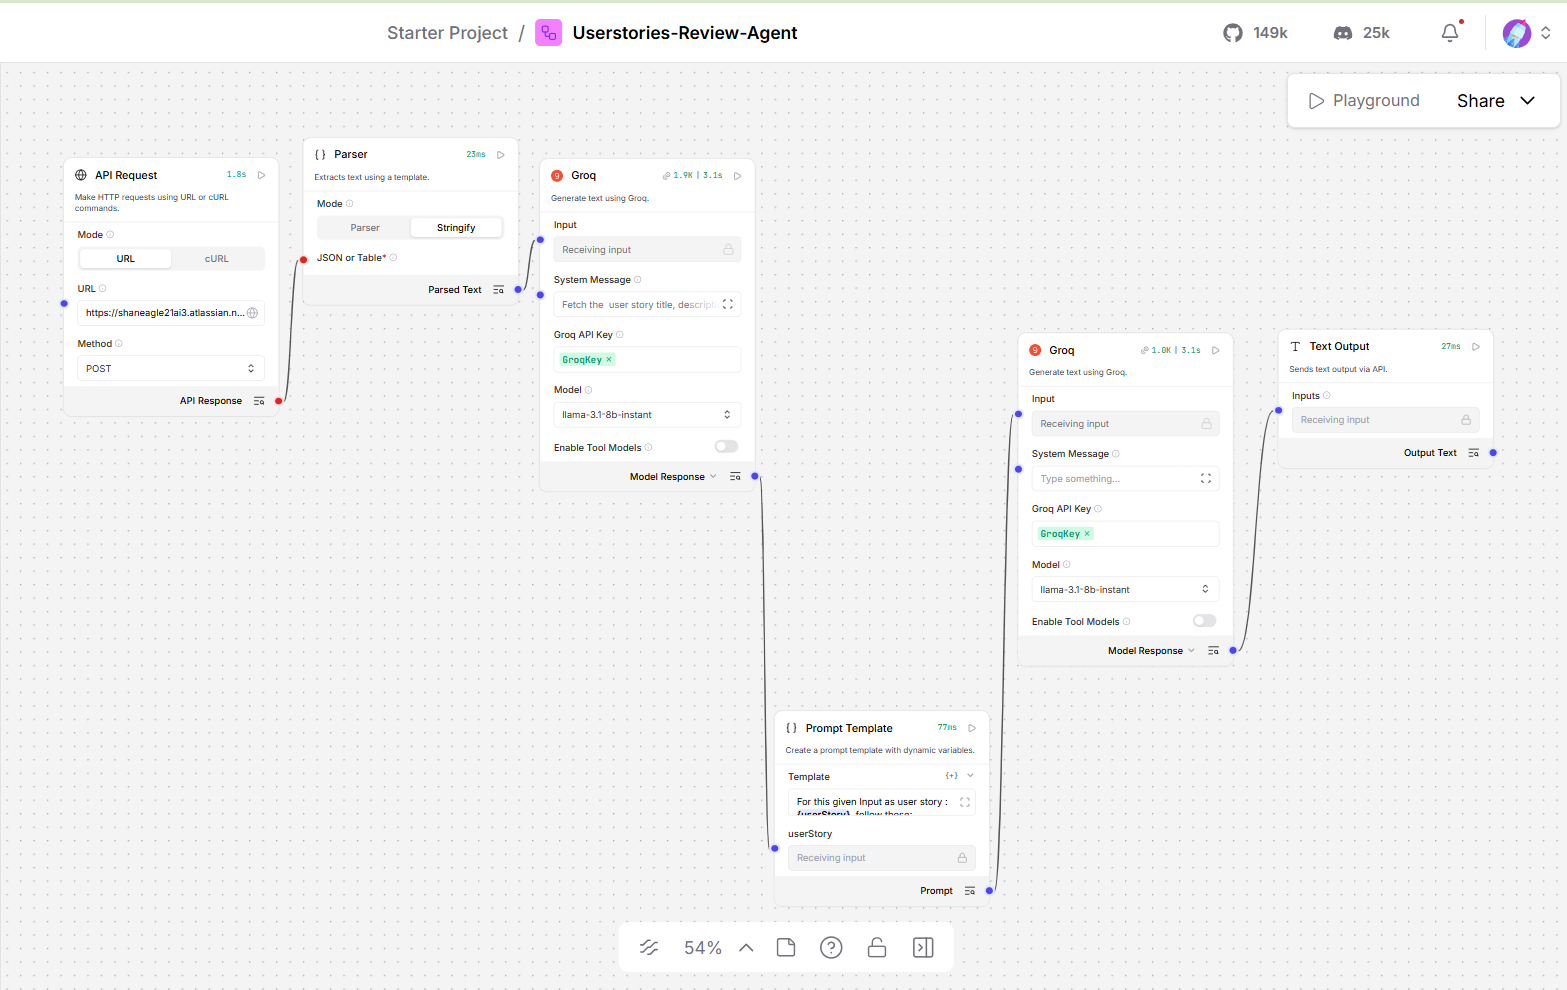 Starter Project / Userstories-Review-Agent
149k
25k
Playground
Share
API Request
1.8s
Make HTTP requests using URL or cURL
commands.
Mode
URL
cURL
URL
https://shaneagle21ai3.atlassian.n...
Method
POST
API Response
Parser
23ms
Extracts text using a template.
Mode
Parser
Stringify
JSON or Table*
Parsed Text
Groq
1.9K | 3.1s
Generate text using Groq.
Input
Receiving input
System Message
Fetch the user story title, descripti
Groq API Key
GroqKey ×
Model
llama-3.1-8b-instant
Enable Tool Models
Model Response
Prompt Template
77ms
Create a prompt template with dynamic variables.
Template
{+}
For this given Input as user story :
{userStory} follow these:
userStory
Receiving input
Prompt
Groq
1.0K | 3.1s
Generate text using Groq.
Input
Receiving input
System Message
Type something...
Groq API Key
GroqKey ×
Model
llama-3.1-8b-instant
Enable Tool Models
Model Response
Text Output
27ms
Sends text output via API.
Inputs
Receiving input
Output Text
54%